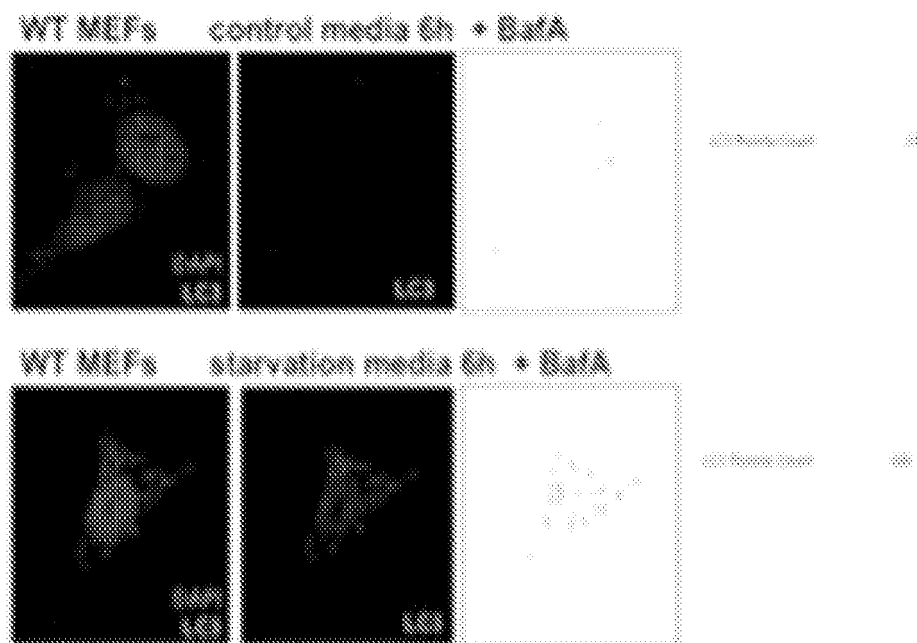 WT MEFs control media 6h + BafA
DAPI
LC3
LC3
WT MEFs starvation media 6h + BafA
DAPI
LC3
LC3